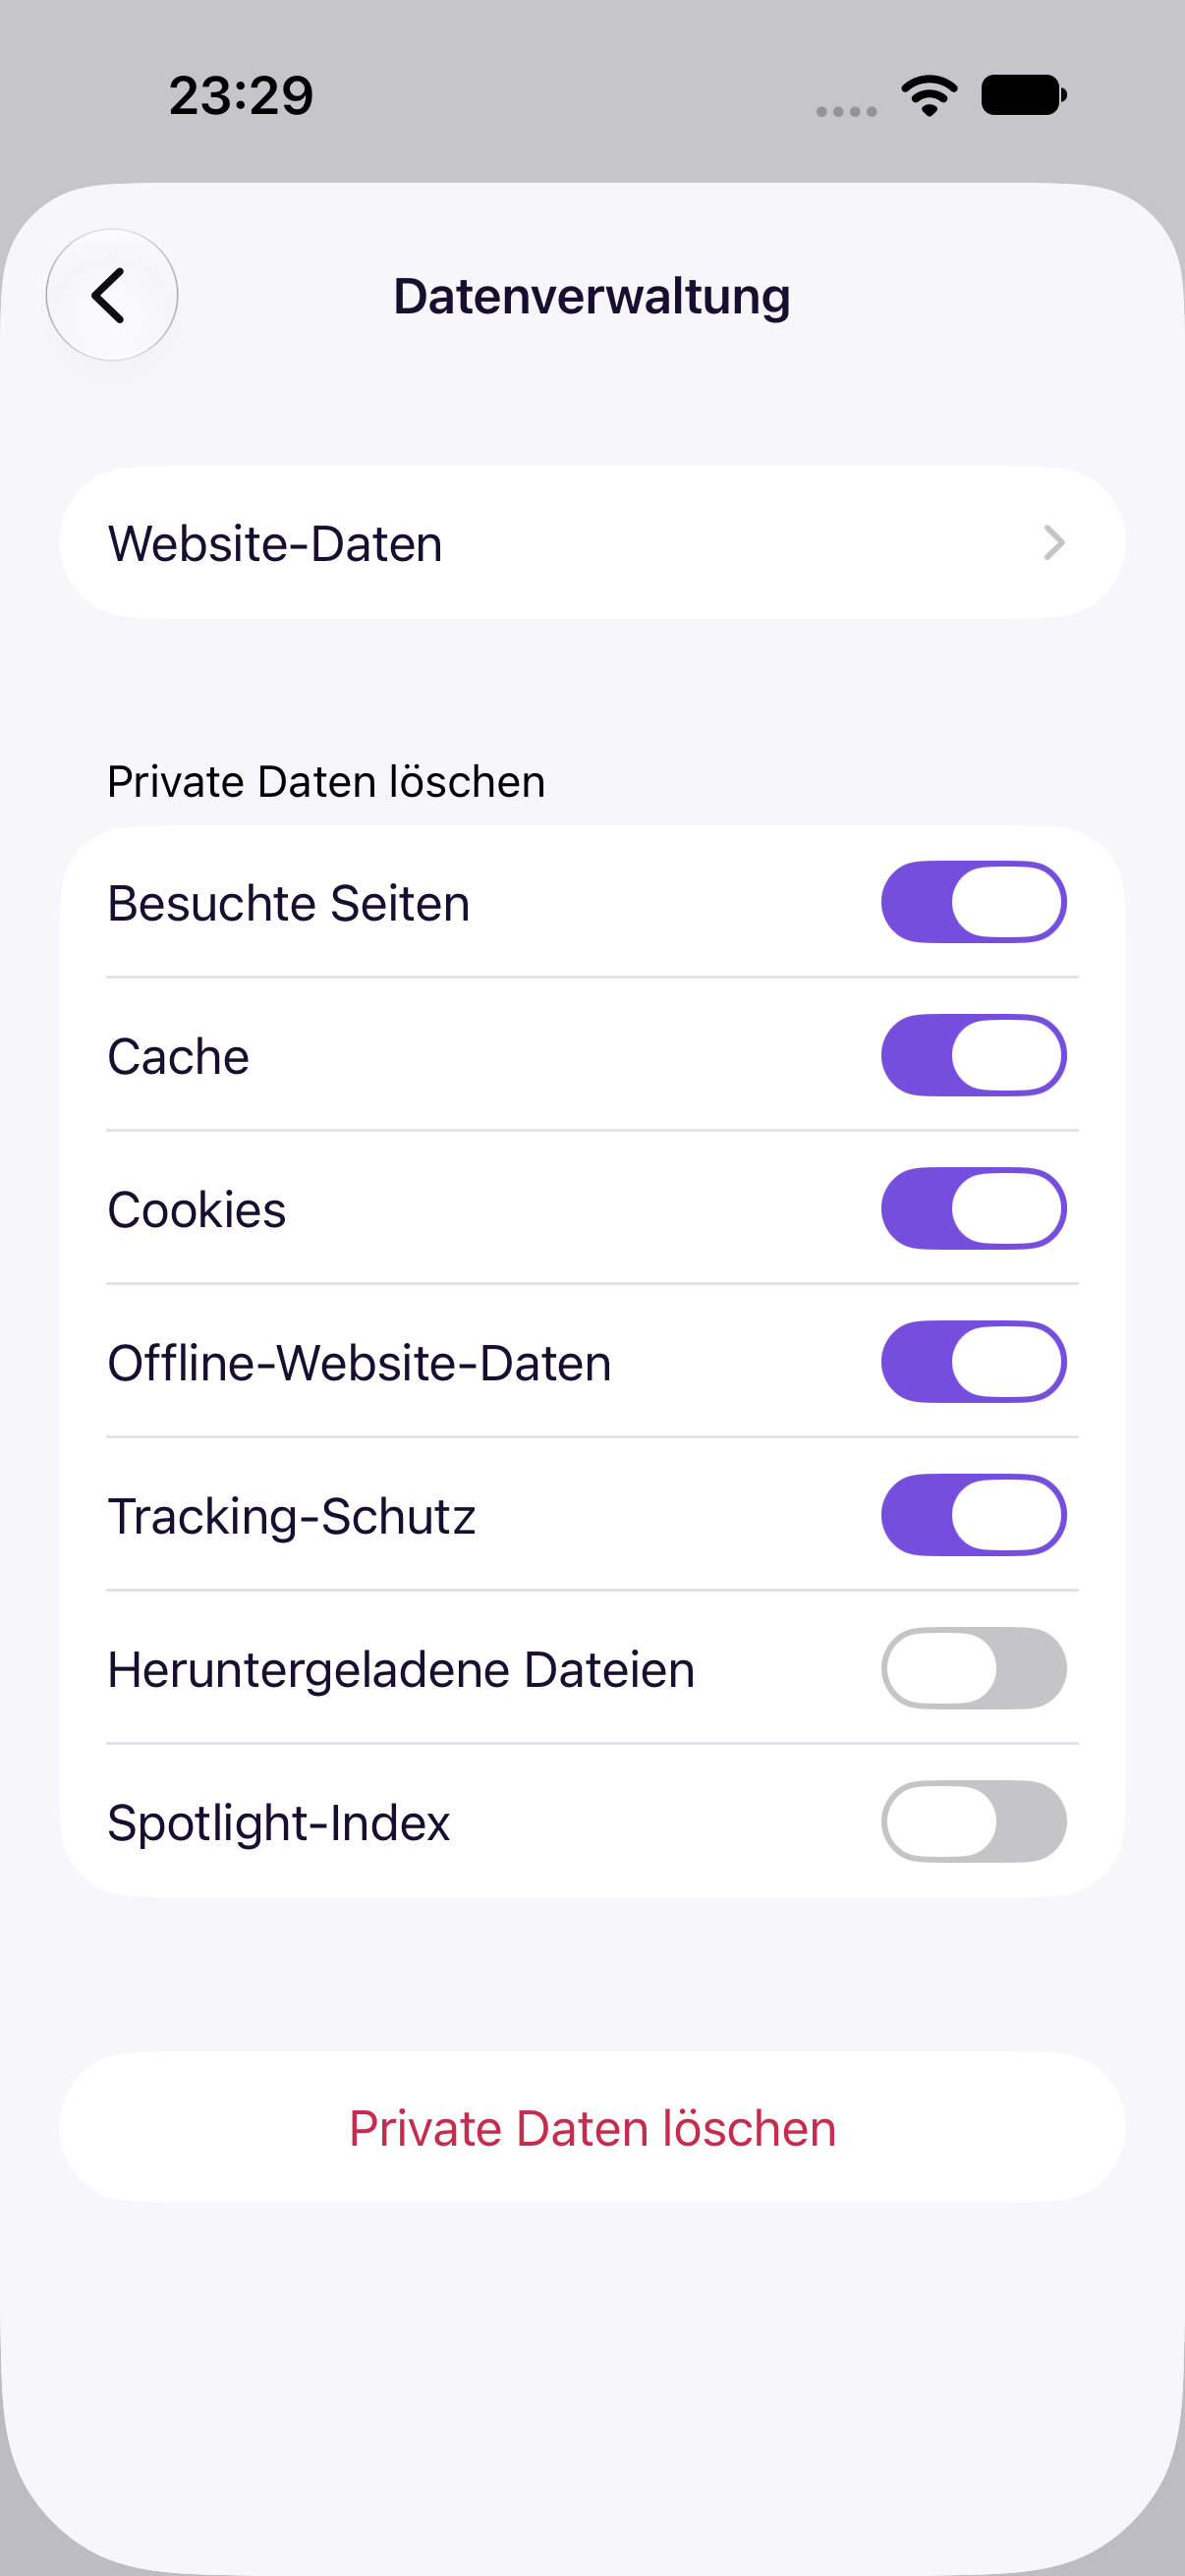 23:29
Datenverwaltung
Website-Daten
Private Daten löschen
Besuchte Seiten
Cache
Cookies
Offline-Website-Daten
Tracking-Schutz
Heruntergeladene Dateien
Spotlight-Index
Private Daten löschen